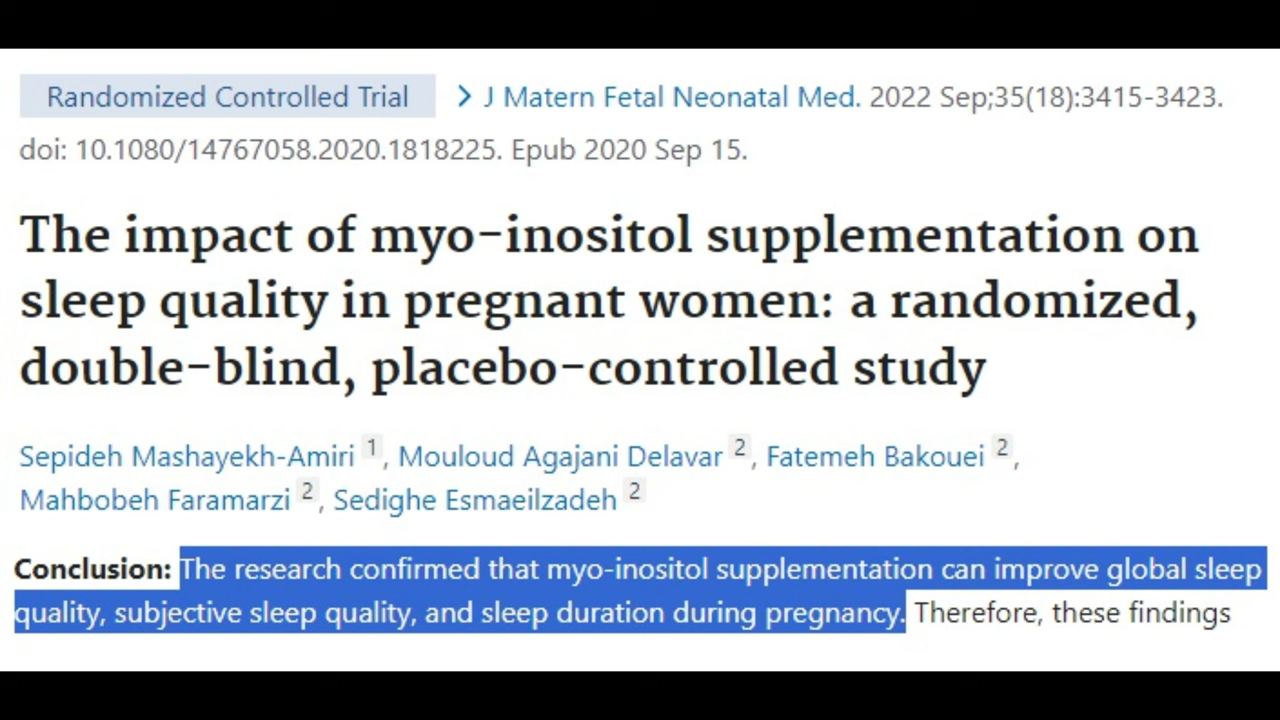 Randomized Controlled Trial > J Matern Fetal Neonatal Med. 2022 Sep;35(18):3415-3423.
doi: 10.1080/14767058.2020.1818225. Epub 2020 Sep 15.
The impact of myo-inositol supplementation on
sleep quality in pregnant women: a randomized,
double-blind, placebo-controlled study
Sepideh Mashayekh-Amiri 1, Mouloud Agajani Delavar 2, Fatemeh Bakouei 2,
Mahbobeh Faramarzi 2, Sedighe Esmaeilzadeh 2
Conclusion: The research confirmed that myo-inositol supplementation can improve global sleep
quality, subjective sleep quality, and sleep duration during pregnancy. Therefore, these findings